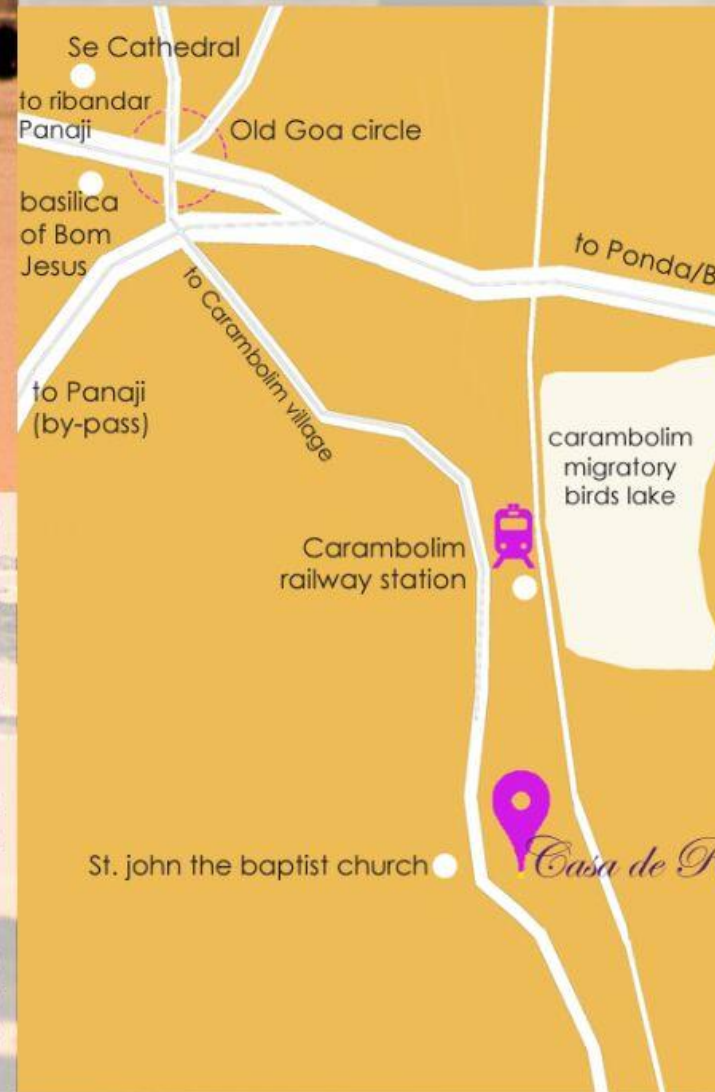 Se Cathedral
to ribandar
Panaji
Old Goa circle
basilica
of Bom
Jesus
to Ponda/B
to Carambolim village
to Panaji
(by-pass)
carambolim
migratory
birds lake
Carambolim
railway station
St. john the baptist church
Casa de P